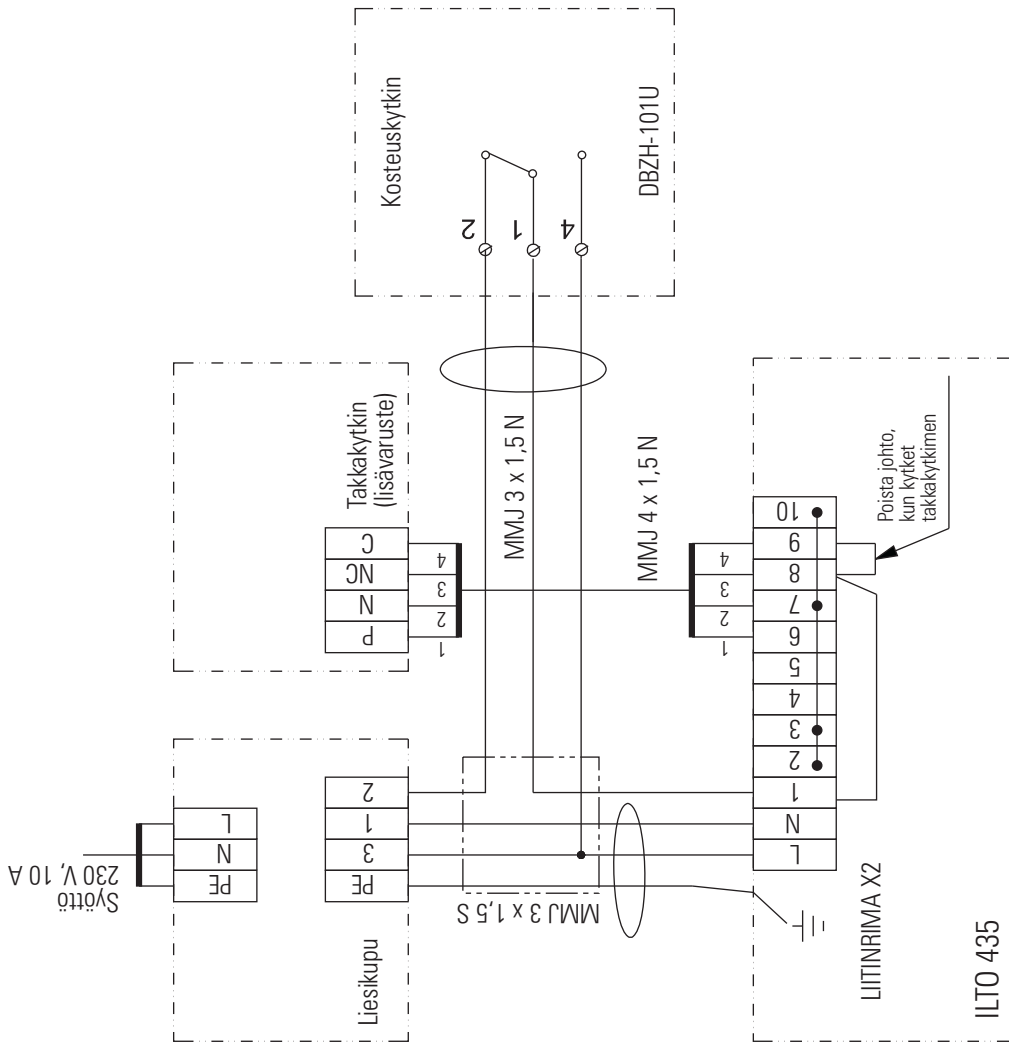 Kosteuskytkin
DBZH-101U
2
1
4
Takkakytkin
(lisävaruste)
C
NC
N
P
4
3
2
1
MMJ 3 x 1,5 N
MMJ 4 x 1,5 N
4
3
2
1
10
9
8
7
6
5
4
3
2
1
N
L
Poista johto,
kun kytket
takkakytkimen
Syöttö
230 V, 10 A
L
N
PE
2
1
3
PE
Liesikupu
MMJ 3 x 1,5 S
LIITINRIMA X2
ILTO 435